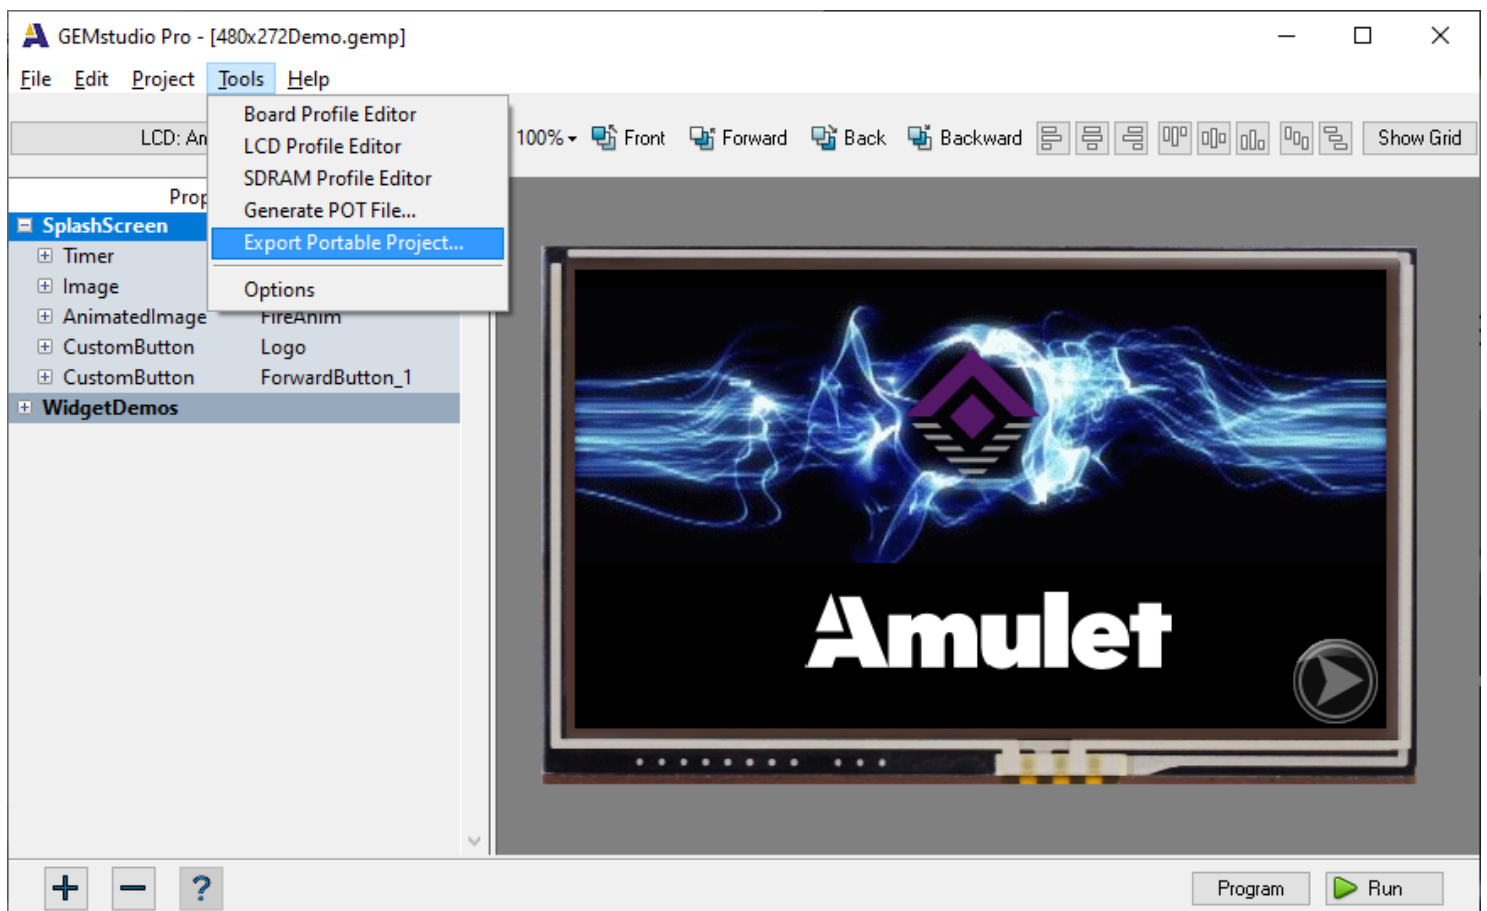 GEMstudio Pro - [480x272Demo.gemp]
File Edit Project Tools Help
Board Profile Editor
LCD Profile Editor
SDRAM Profile Editor
Generate POT File...
Export Portable Project...
Options
LCD:
100% Front Forward Back Backward Show Grid
SplashScreen
Timer
Image
AnimatedImage FireAnim
CustomButton Logo
CustomButton ForwardButton_1
WidgetDemos
Amulet
Program Run